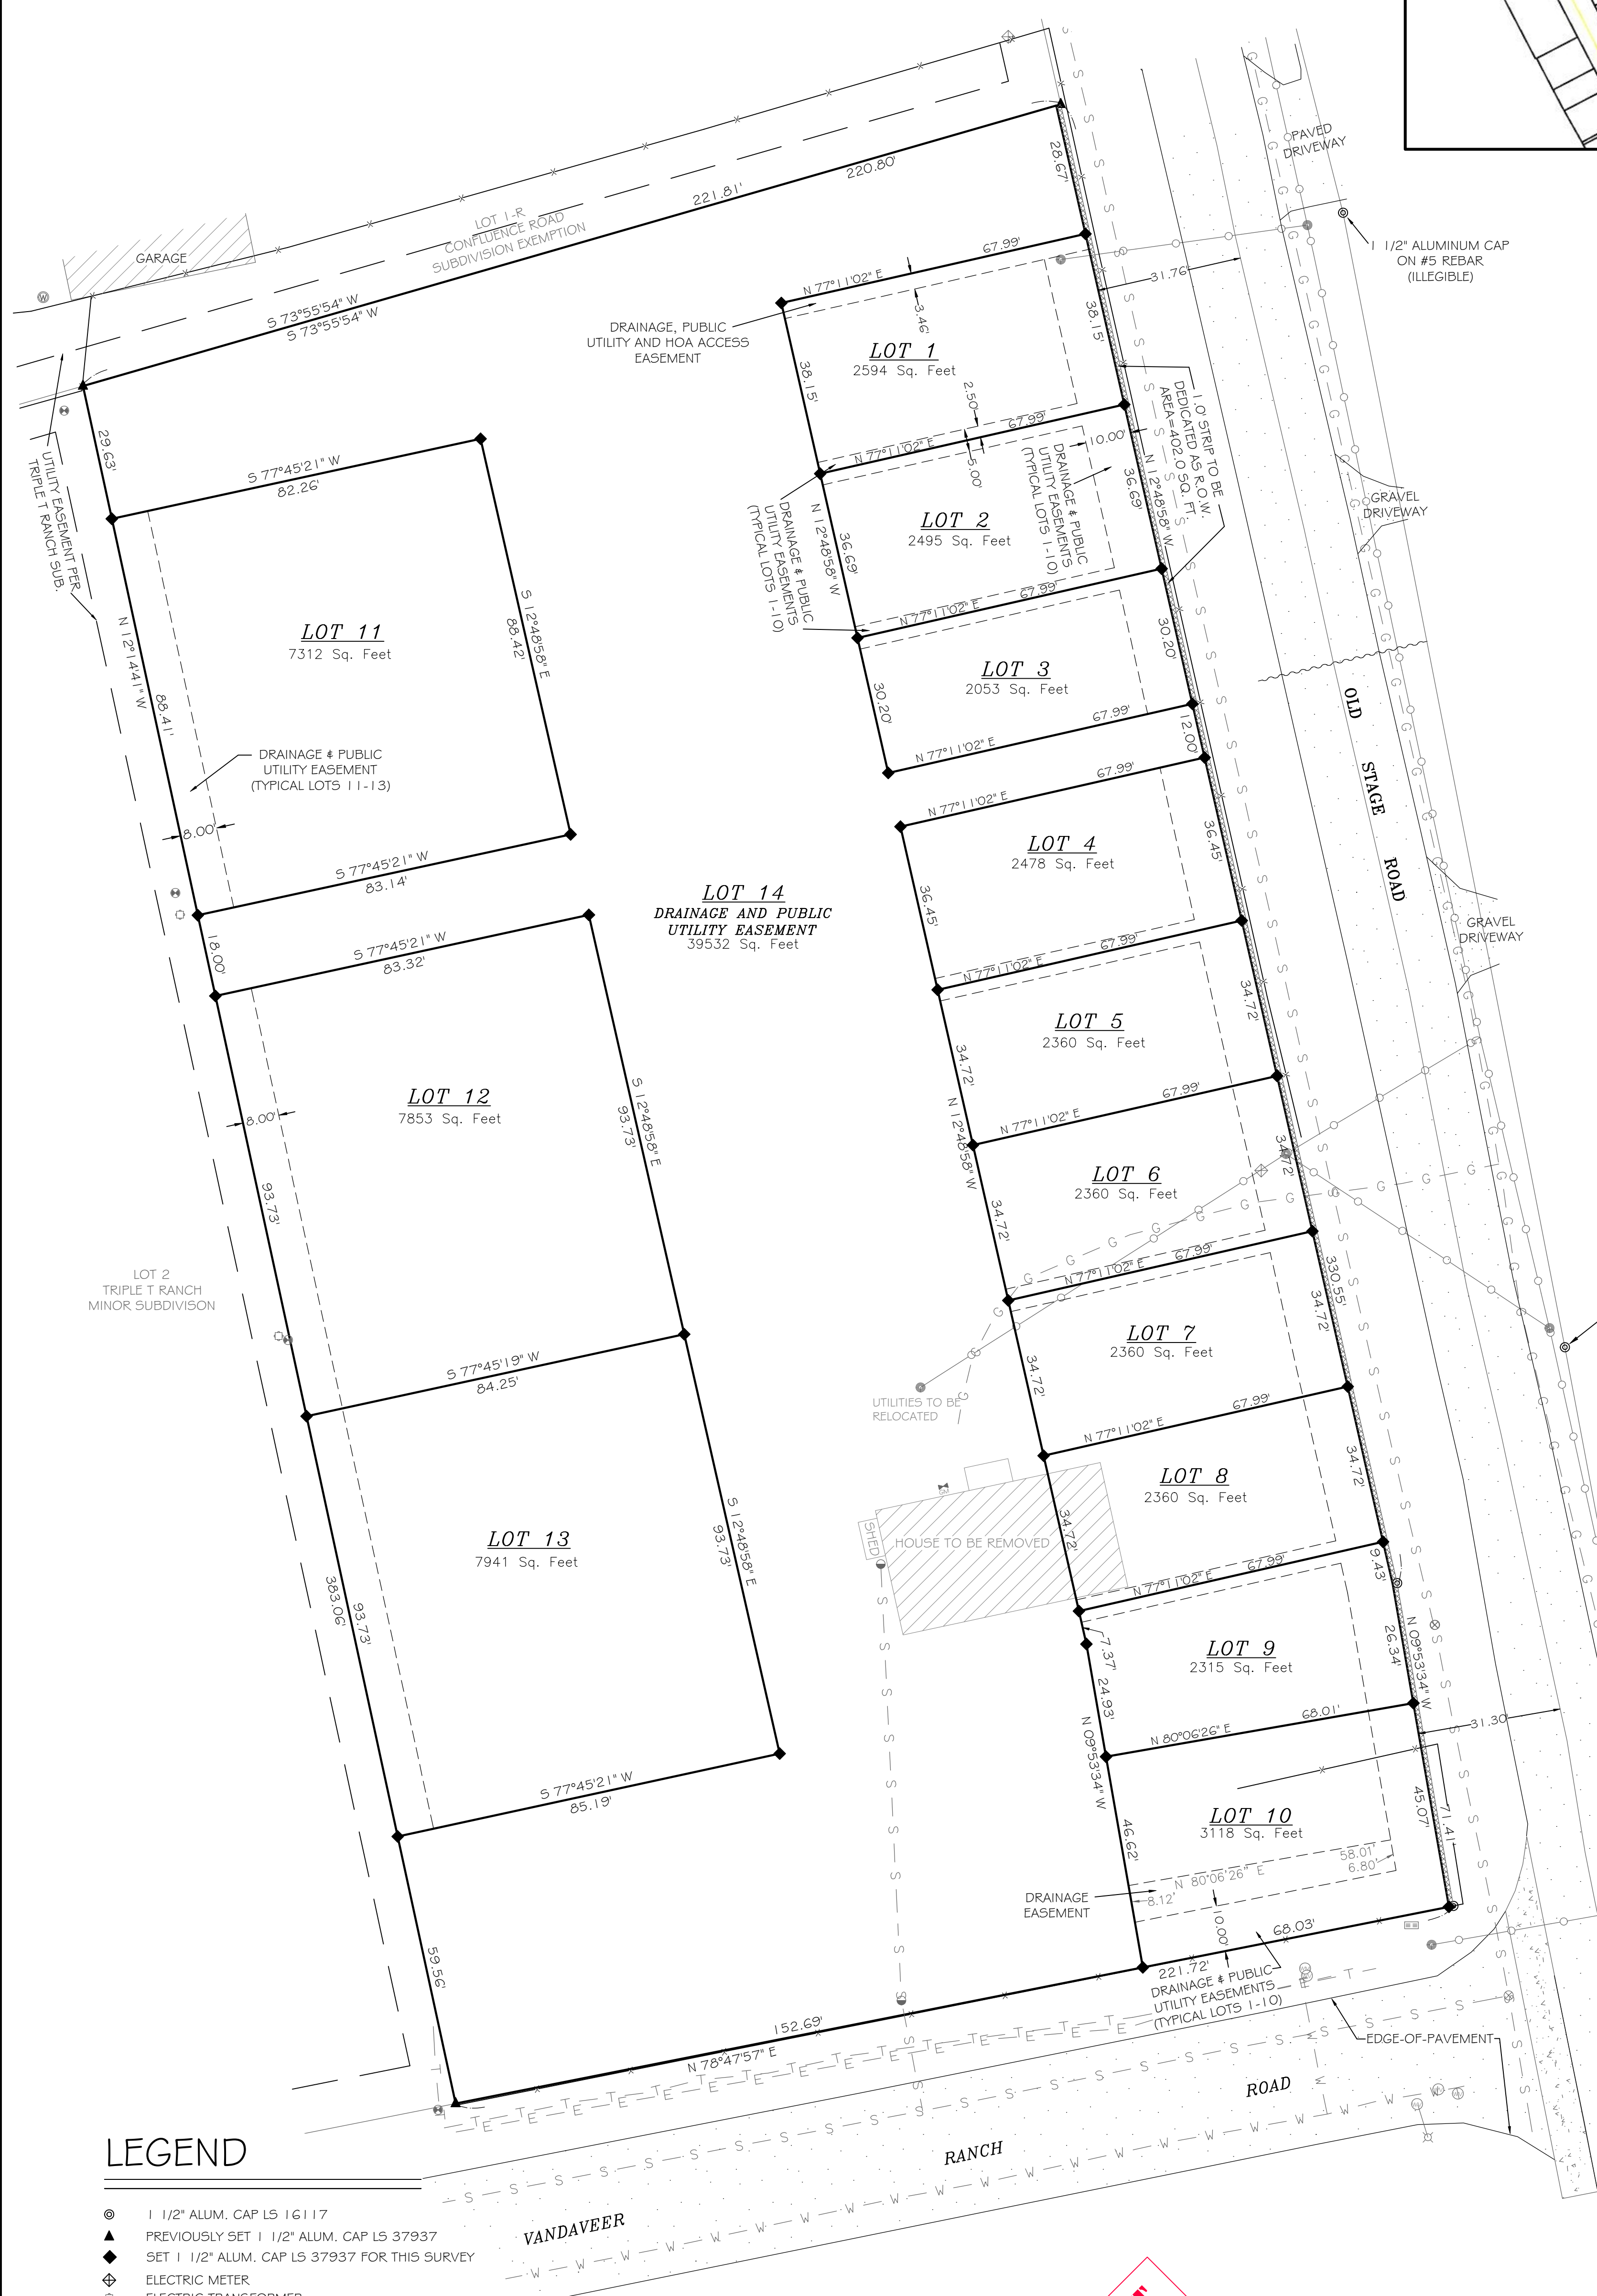 PAVED
DRIVEWAY
1 1/2" ALUMINUM CAP
ON #5 REBAR
(ILLEGIBLE)
28.67'
220.80'
221.81'
LOT 1-R
CONFLUENCE ROAD
SUBDIVISION EXEMPTION
GARAGE
S 73°55'54" W
S 73°55'54" W
67.99'
N 77°11'02" E
31.76'
DRAINAGE, PUBLIC
UTILITY AND HOA ACCESS
EASEMENT
3.46'
38.15'
LOT 1
2594 Sq. Feet
38.15'
2.50'
67.99'
N 77°11'02" E
5.00'
10.00'
1.0' STRIP TO BE
DEDICATED AS R.O.W.
AREA=402.0 SQ. FT.
N 12°48'58" W
36.69'
DRAINAGE & PUBLIC
UTILITY EASEMENTS
(TYPICAL LOTS 1-10)
LOT 2
2495 Sq. Feet
N 12°48'58" W
36.69'
DRAINAGE & PUBLIC
UTILITY EASEMENTS
(TYPICAL LOTS 1-10)
67.99'
N 77°11'02" E
GRAVEL
DRIVEWAY
29.63'
UTILITY EASEMENT PER
TRIPLE T RANCH SUB.
S 77°45'21" W
82.26'
N 12°14'41" W
88.41'
LOT 11
7312 Sq. Feet
S 12°48'58" E
88.42'
DRAINAGE & PUBLIC
UTILITY EASEMENT
(TYPICAL LOTS 11-13)
8.00'
S 77°45'21" W
83.14'
30.20'
LOT 3
2053 Sq. Feet
30.20'
67.99'
N 77°11'02" E
12.00'
OLD
STAGE
ROAD
67.99'
N 77°11'02" E
LOT 4
2478 Sq. Feet
36.45'
36.45'
67.99'
N 77°11'02" E
GRAVEL
DRIVEWAY
LOT 14
DRAINAGE AND PUBLIC
UTILITY EASEMENT
39532 Sq. Feet
18.00'
S 77°45'21" W
83.32'
34.72'
LOT 5
2360 Sq. Feet
34.72'
67.99'
N 77°11'02" E
N 12°48'58" W
LOT 12
7853 Sq. Feet
8.00'
S 12°48'58" E
93.73'
93.73'
34.72'
LOT 6
2360 Sq. Feet
34.72'
67.99'
N 77°11'02" E
330.55'
LOT 2
TRIPLE T RANCH
MINOR SUBDIVISON
S 77°45'19" W
84.25'
34.72'
LOT 7
2360 Sq. Feet
34.72'
UTILITIES TO BE
RELOCATED
67.99'
N 77°11'02" E
LOT 8
2360 Sq. Feet
34.72'
34.72'
SHED
HOUSE TO BE REMOVED
67.99'
N 77°11'02" E
9.43'
LOT 13
7941 Sq. Feet
S 12°48'58" E
93.73'
383.06'
93.73'
7.37'
24.93'
LOT 9
2315 Sq. Feet
26.34'
N 09°53'34" W
68.01'
N 80°06'26" E
31.30'
N 09°53'34" W
S 77°45'21" W
85.19'
46.62'
LOT 10
3118 Sq. Feet
45.07'
71.41'
58.01'
6.80'
N 80°06'26" E
8.12'
DRAINAGE
EASEMENT
10.00'
68.03'
221.72'
DRAINAGE & PUBLIC
UTILITY EASEMENTS
(TYPICAL LOTS 1-10)
59.56'
152.69'
N 78°47'57" E
EDGE-OF-PAVEMENT
VANDAVEER
RANCH
ROAD
LEGEND
1 1/2" ALUM. CAP LS 16117
PREVIOUSLY SET 1 1/2" ALUM. CAP LS 37937
SET 1 1/2" ALUM. CAP LS 37937 FOR THIS SURVEY
ELECTRIC METER